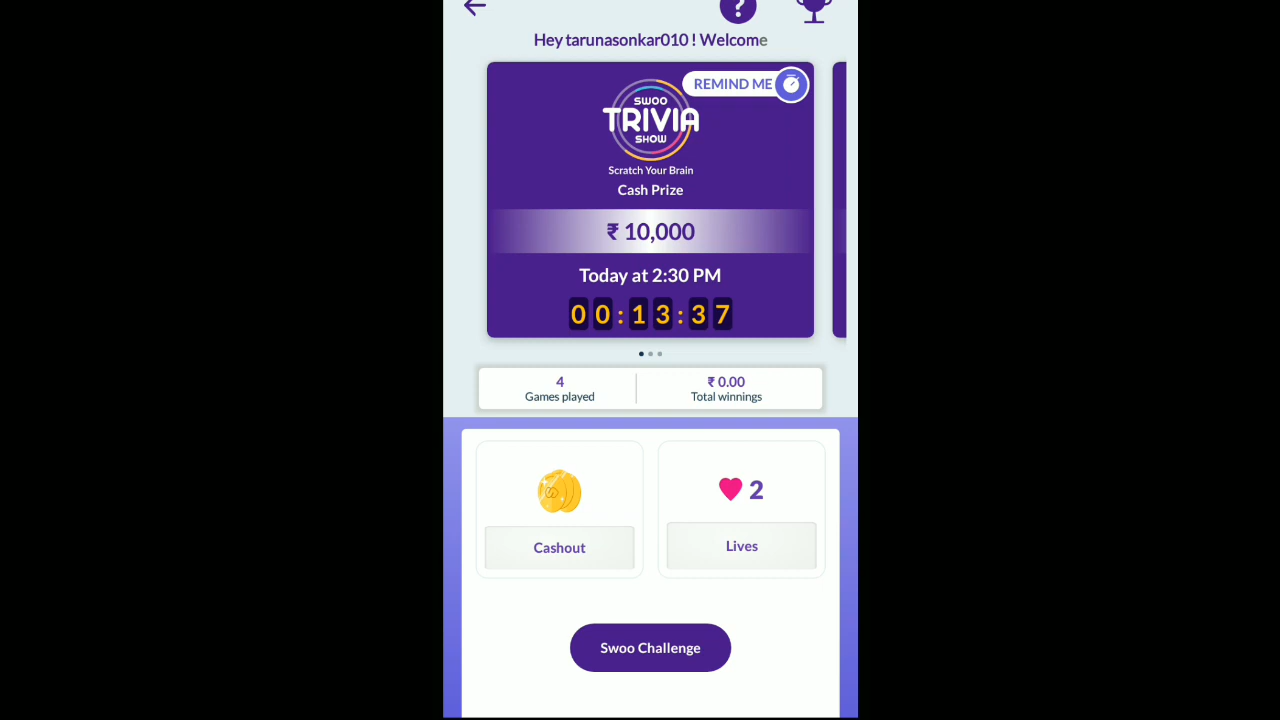 ?
Hey tarunasonkar010 ! Welcome
REMIND ME
SWOO
TRIVIA
SHOW
Scratch Your Brain
Cash Prize
₹ 10,000
Today at 2:30 PM
00:13:37
4
Games played
₹ 0.00
Total winnings
2
Cashout
Lives
Swoo Challenge